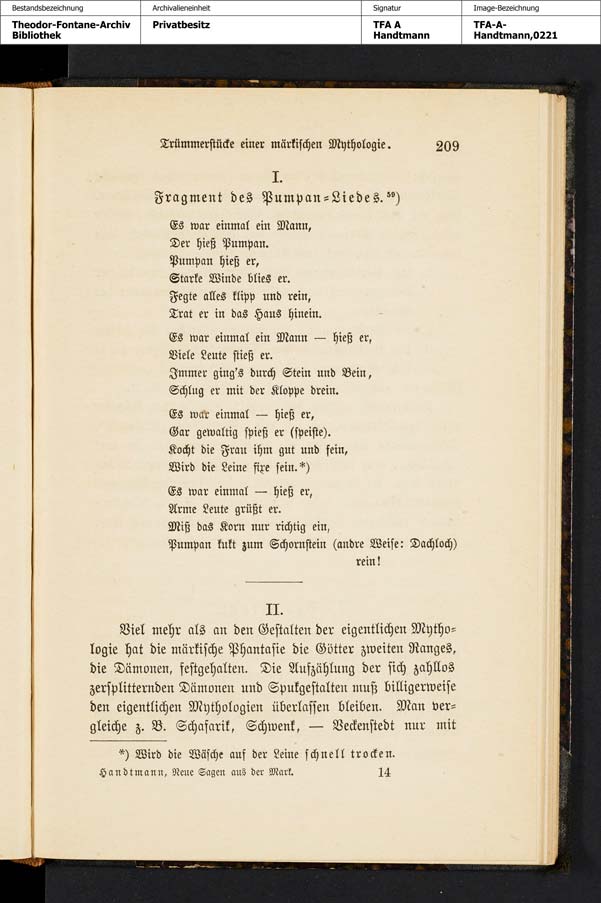 Bestandsbezeichnung Archivalieneinheit Signatur Image-Bezeichnung
Theodor-Fontane-Archiv Privatbesitz TFA A TFA-A-
Bibliothek Handtmann Handtmann,0221
Trümmerstücke einer märkischen Mythologie. 209
I.
Fragment des Pumpan-Liedes.⁵⁹)
Es war einmal ein Mann,
Der hieß Pumpan.
Pumpan hieß er,
Starke Winde blies er.
Fegte alles klipp und rein,
Trat er in das Haus hinein.
Es war einmal ein Mann — hieß er,
Viele Leute stieß er.
Immer ging's durch Stein und Bein,
Schlug er mit der Kloppe drein.
Es war einmal — hieß er,
Gar gewaltig spieß er (speiste).
Kocht die Frau ihm gut und fein,
Wird die Leine fixe sein.*)
Es war einmal — hieß er,
Arme Leute grüßt er.
Miß das Korn nur richtig ein,
Pumpan kukt zum Schornstein (andre Weise: Dachloch)
rein!
II.
Viel mehr als an den Gestalten der eigentlichen Mytho-
logie hat die märkische Phantasie die Götter zweiten Ranges,
die Dämonen, festgehalten. Die Aufzählung der sich zahllos
zersplitternden Dämonen und Spukgestalten muß billigerweise
den eigentlichen Mythologien überlassen bleiben. Man ver-
gleiche z. B. Schafarik, Schwenk, — Veckenstedt nur mit
*) Wird die Wäsche auf der Leine schnell trocken.
Handtmann, Neue Sagen aus der Mark. 14